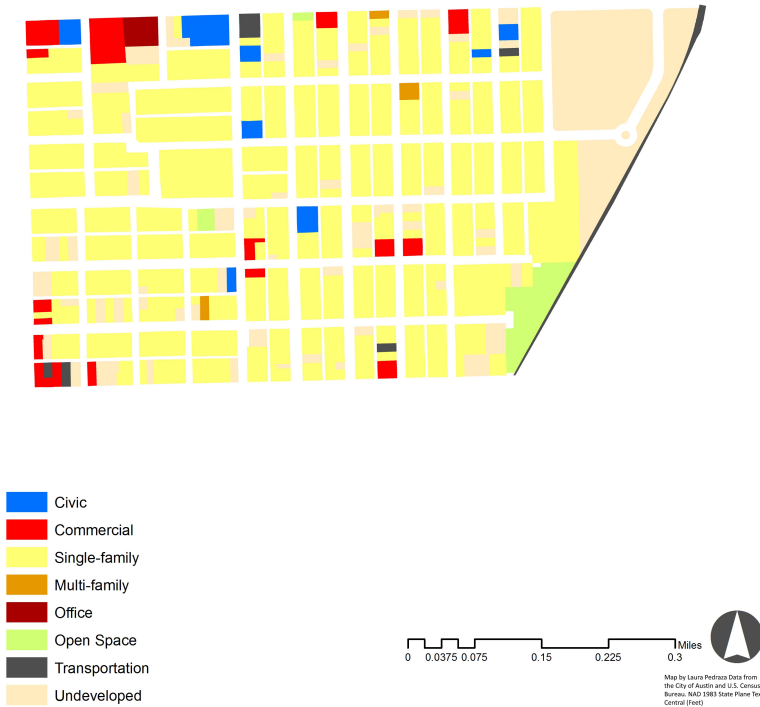 Civic
Commercial
Single-family
Multi-family
Office
Open Space
Transportation
Undeveloped
Miles
0 0.0375 0.075 0.15 0.225 0.3
Map by Laura Pedraza Data from
the City of Austin and U.S. Census
Bureau. NAD 1983 State Plane Tex
Central (Feet)